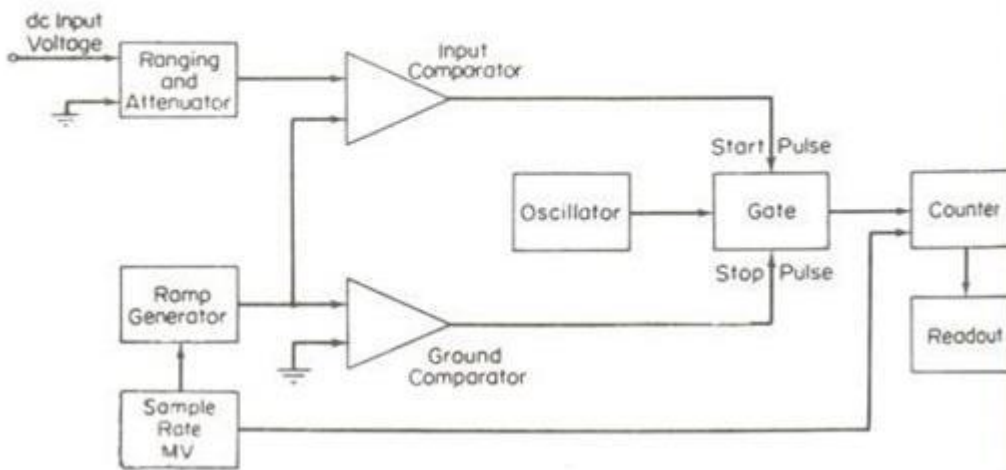 dc Input
Voltage
Ranging
and
Attenuator
Input
Comparator
Start Pulse
Oscillator
Gate
Counter
Stop Pulse
Ramp
Generator
Ground
Comparator
Readout
Sample
Rate
MV